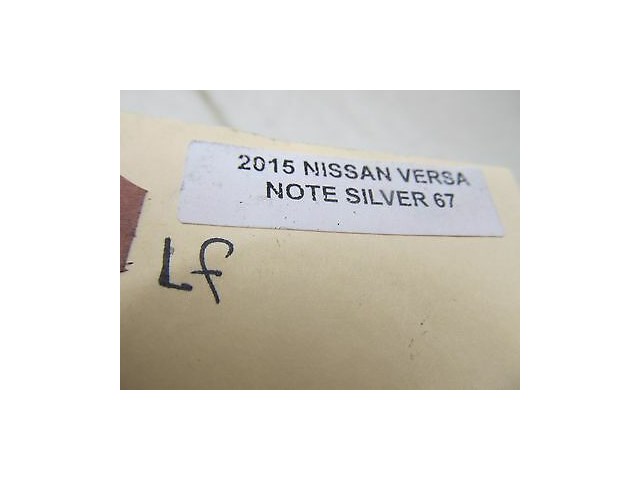 2015 NISSAN VERSA
NOTE SILVER 67
Lf